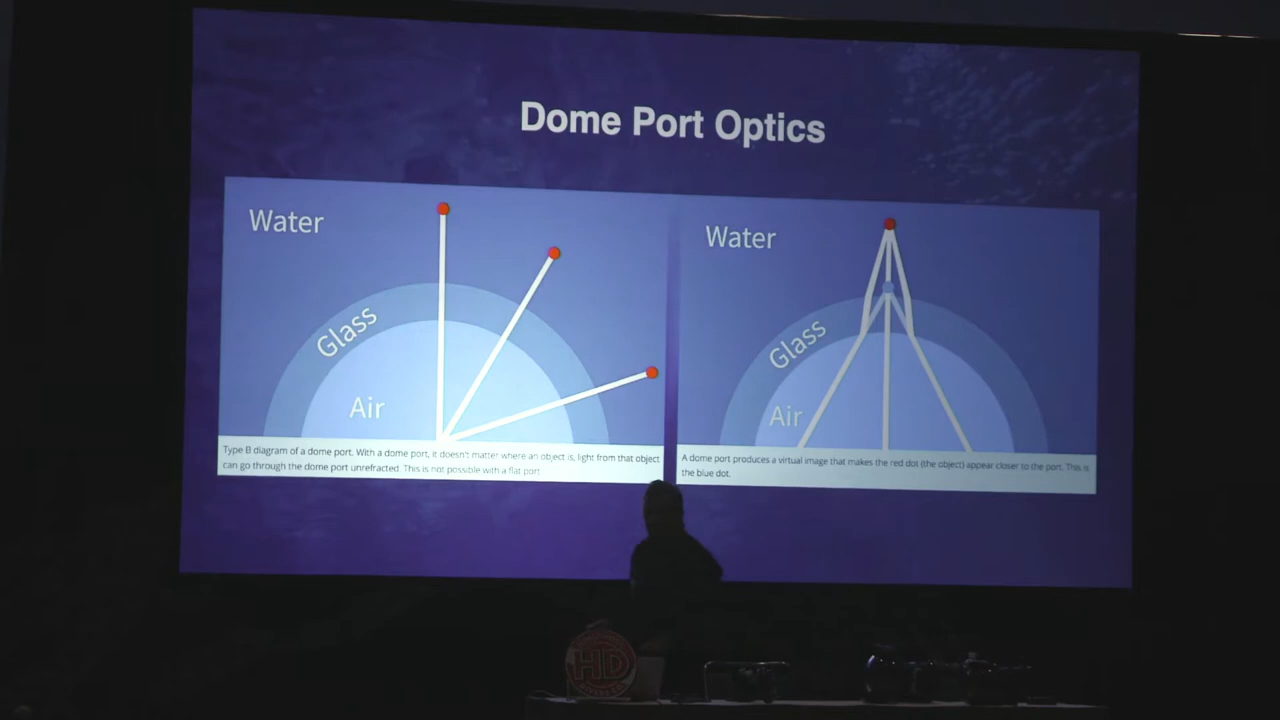 Dome Port Optics
Water
Glass
Air
Type B diagram of a dome port. With a dome port, it doesn't matter where an object is, light from that object
can go through the dome port unrefracted. This is not possible with a flat port
Water
Glass
Air
A dome port produces a virtual image that makes the red dot (the object) appear closer to the port. This is
the blue dot.
HD